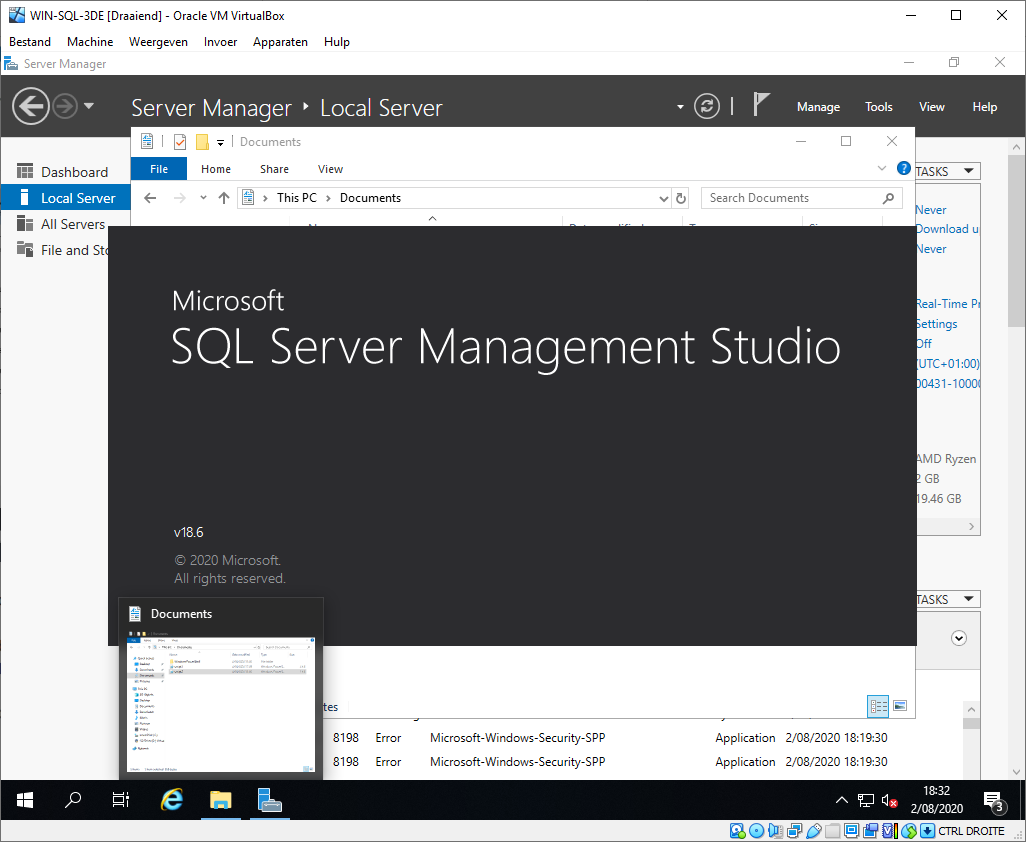 WIN-SQL-3DE [Draaiend] - Oracle VM VirtualBox
Bestand Machine Weergeven Invoer Apparaten Hulp
Server Manager
Server Manager Local Server
Manage Tools View Help
Documents
File Home Share View
This PC Documents
Search Documents
Dashboard
Local Server
All Servers
File and Sto
TASKS
Never
Download u
Never
Real-Time Pr
Settings
Off
(UTC+01:00)
00431-10000
AMD Ryzen
2 GB
19.46 GB
Microsoft
SQL Server Management Studio
v18.6
© 2020 Microsoft.
All rights reserved.
TASKS
Documents
tes
8198 Error Microsoft-Windows-Security-SPP Application 2/08/2020 18:19:30
8198 Error Microsoft-Windows-Security-SPP Application 2/08/2020 18:19:30
18:32
2/08/2020
3
CTRL DROITE